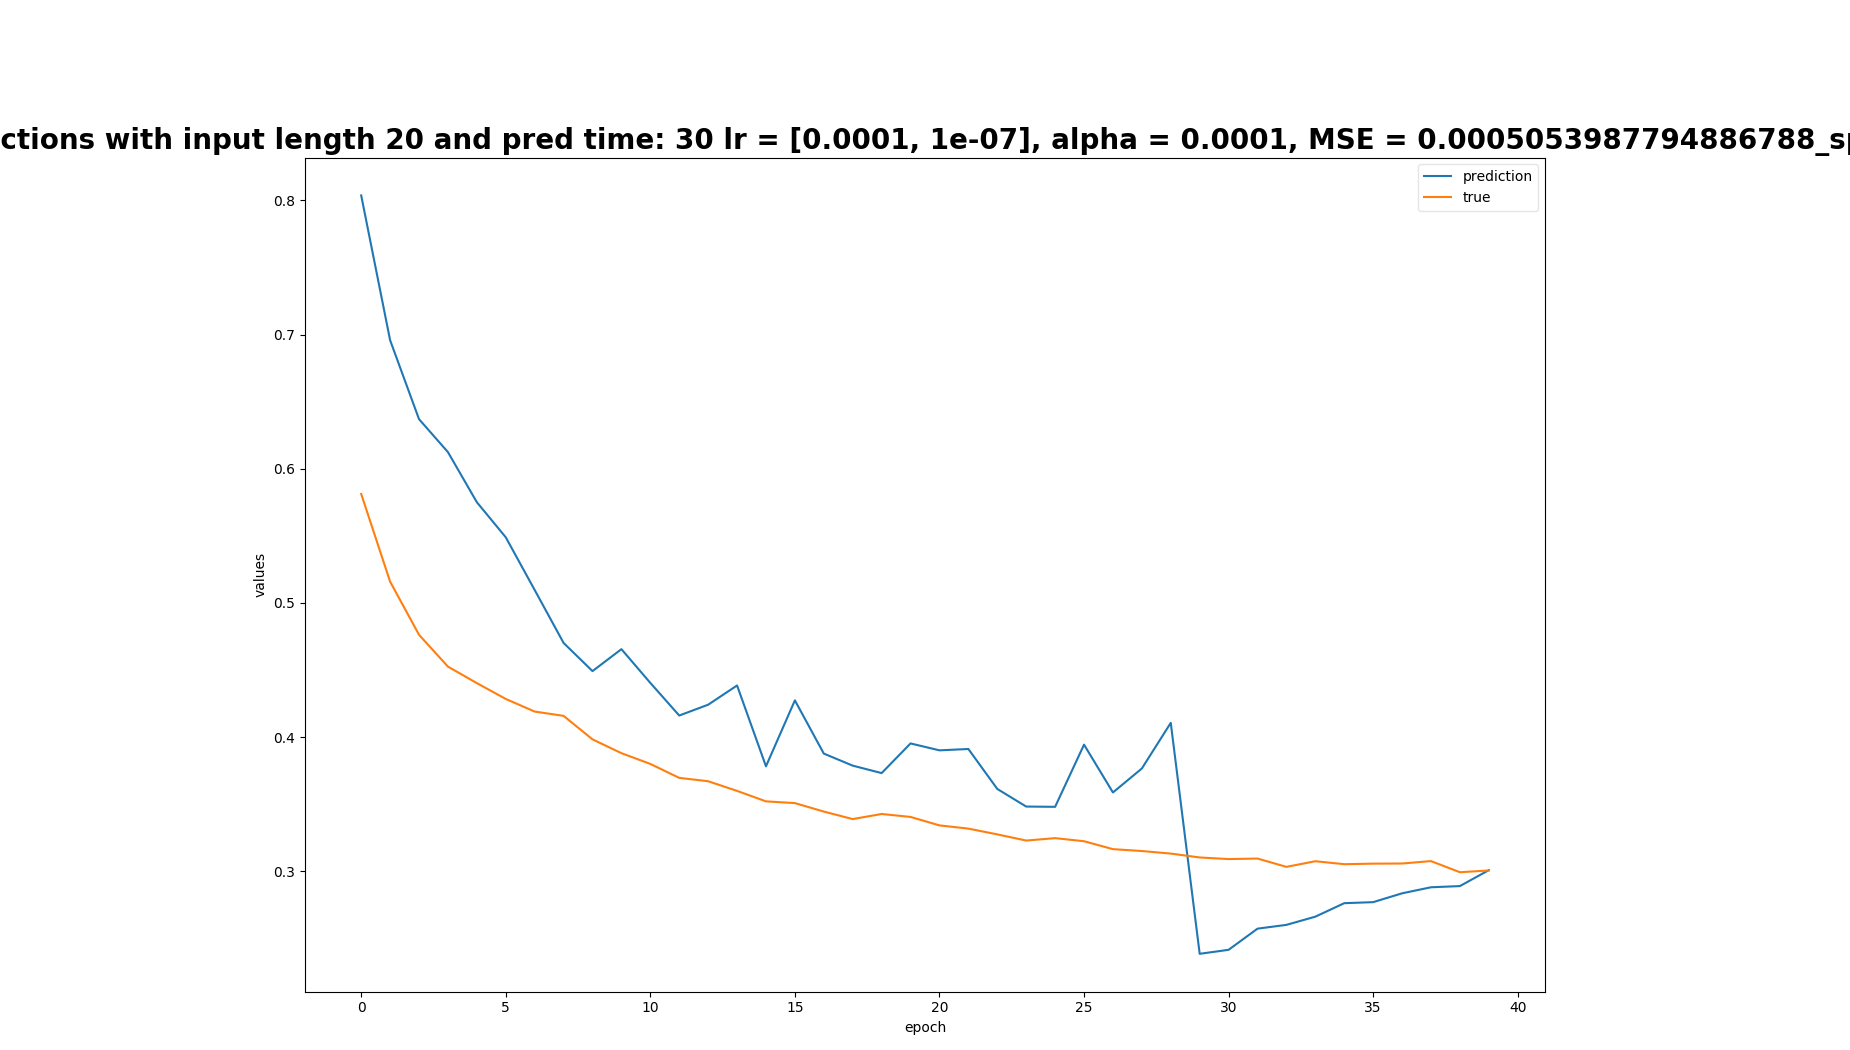 ctions with input length 20 and pred time: 30 lr = [0.0001, 1e-07], alpha = 0.0001, MSE = 0.0005053987794886788_sp
prediction
true
0.8
0.7
0.6
0.5
0.4
0.3
values
0 5 10 15 20 25 30 35 40
epoch